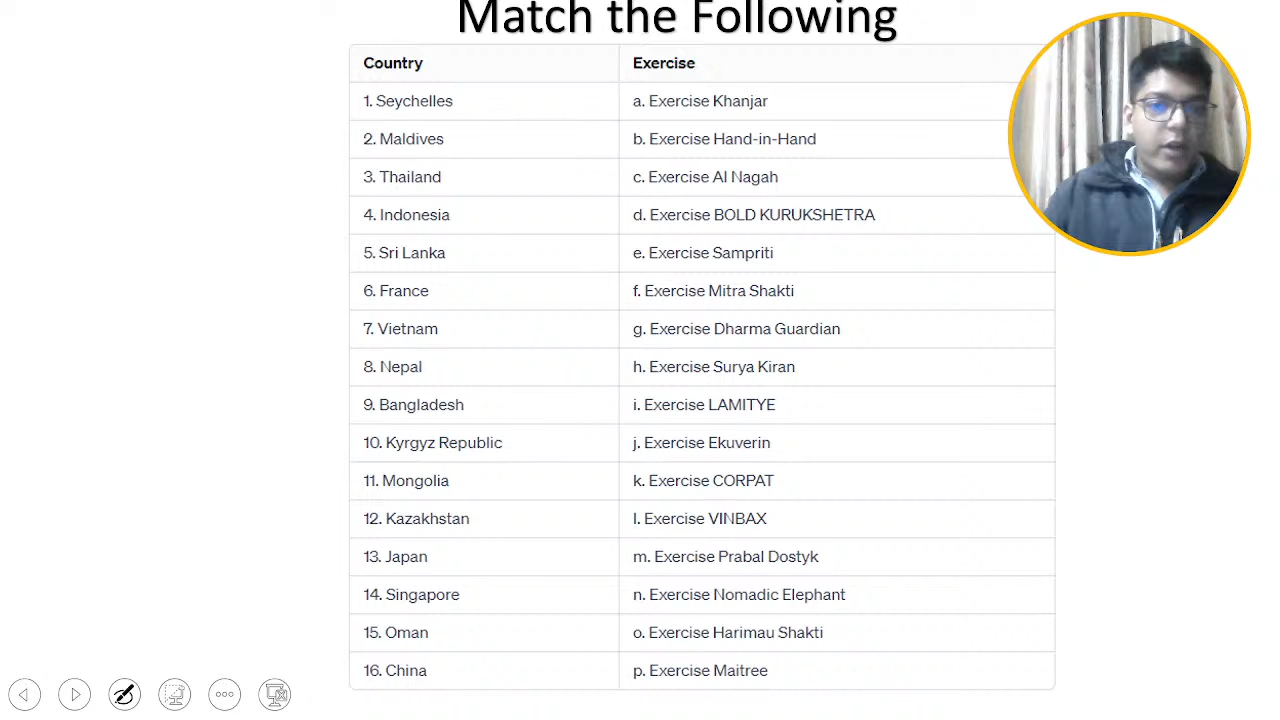 Match the Following
Country Exercise
1. Seychelles a. Exercise Khanjar
2. Maldives b. Exercise Hand-in-Hand
3. Thailand c. Exercise Al Nagah
4. Indonesia d. Exercise BOLD KURUKSHETRA
5. Sri Lanka e. Exercise Sampriti
6. France f. Exercise Mitra Shakti
7. Vietnam g. Exercise Dharma Guardian
8. Nepal h. Exercise Surya Kiran
9. Bangladesh i. Exercise LAMITYE
10. Kyrgyz Republic j. Exercise Ekuverin
11. Mongolia k. Exercise CORPAT
12. Kazakhstan l. Exercise VINBAX
13. Japan m. Exercise Prabal Dostyk
14. Singapore n. Exercise Nomadic Elephant
15. Oman o. Exercise Harimau Shakti
16. China p. Exercise Maitree